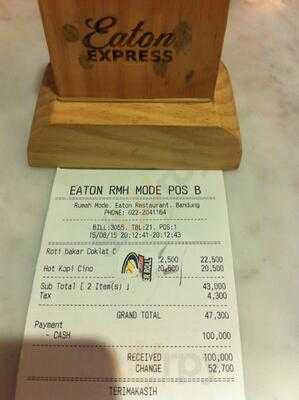 Eaton
EXPRESS
EATON RMH MODE POS B
Rumah Mode, Eaton Restaurant, Bandung
PHONE: 022-2041164
BILL:3055, TBL:21, POS:1
15/08/15 20:12:41-20:12:43
Roti bakar Coklat C 22,500 22,500
Hot Kopi Cino 20,500
Sub Total [ 2 Item(s) ] 43,000
Tax 4,300
GRAND TOTAL 47,300
Payment
- CASH 100,000
RECEIVED 100,000
CHANGE 52,700
TERIMAKASIH